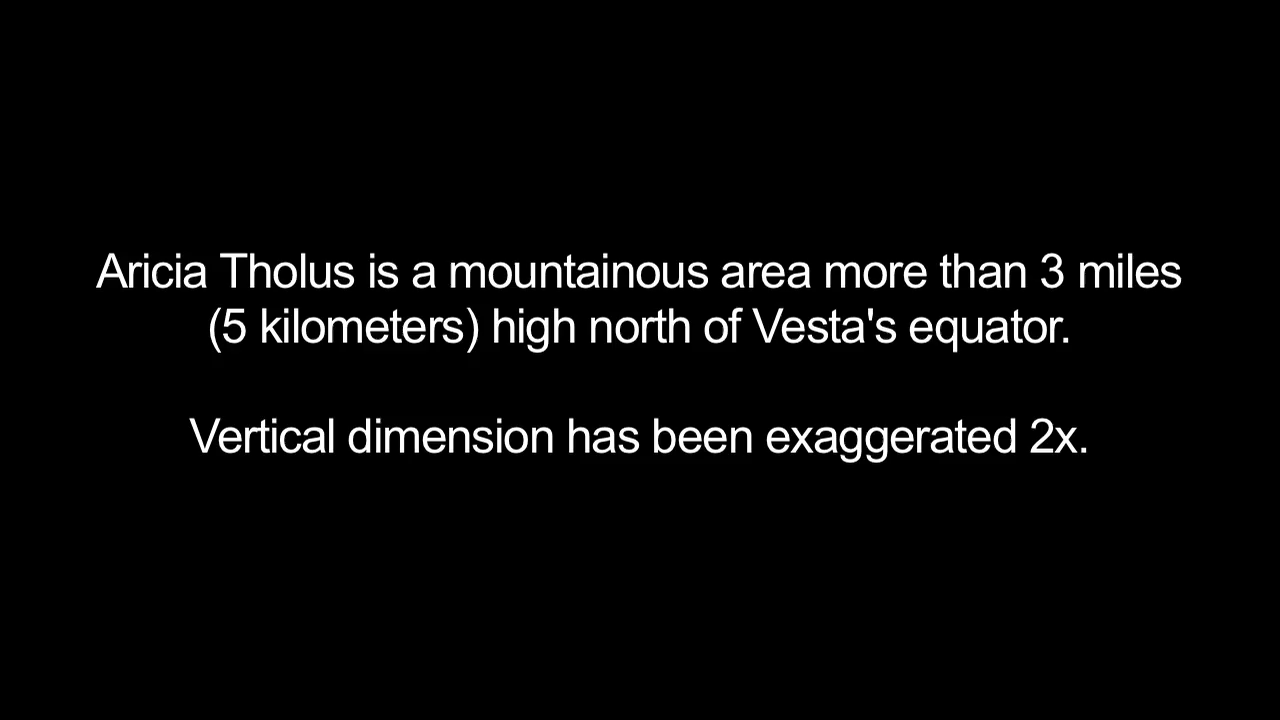 Aricia Tholus is a mountainous area more than 3 miles
(5 kilometers) high north of Vesta's equator.
Vertical dimension has been exaggerated 2x.